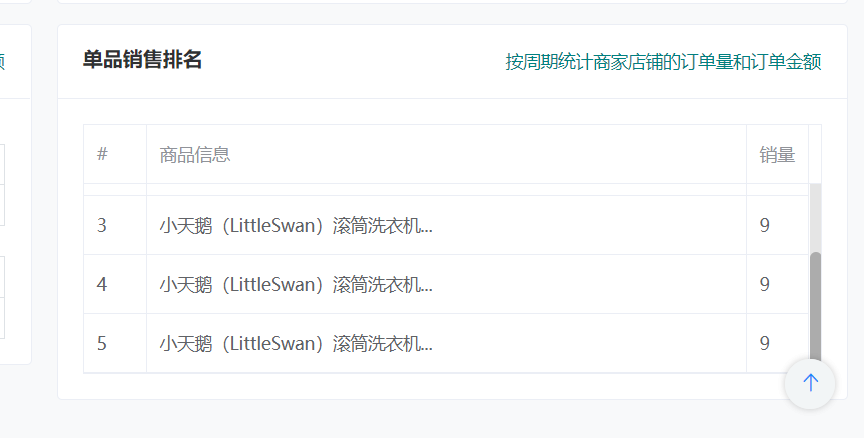 单品销售排名 按周期统计商家店铺的订单量和订单金额
# 商品信息 销量
3 小天鹅（LittleSwan）滚筒洗衣机... 9
4 小天鹅（LittleSwan）滚筒洗衣机... 9
5 小天鹅（LittleSwan）滚筒洗衣机... 9